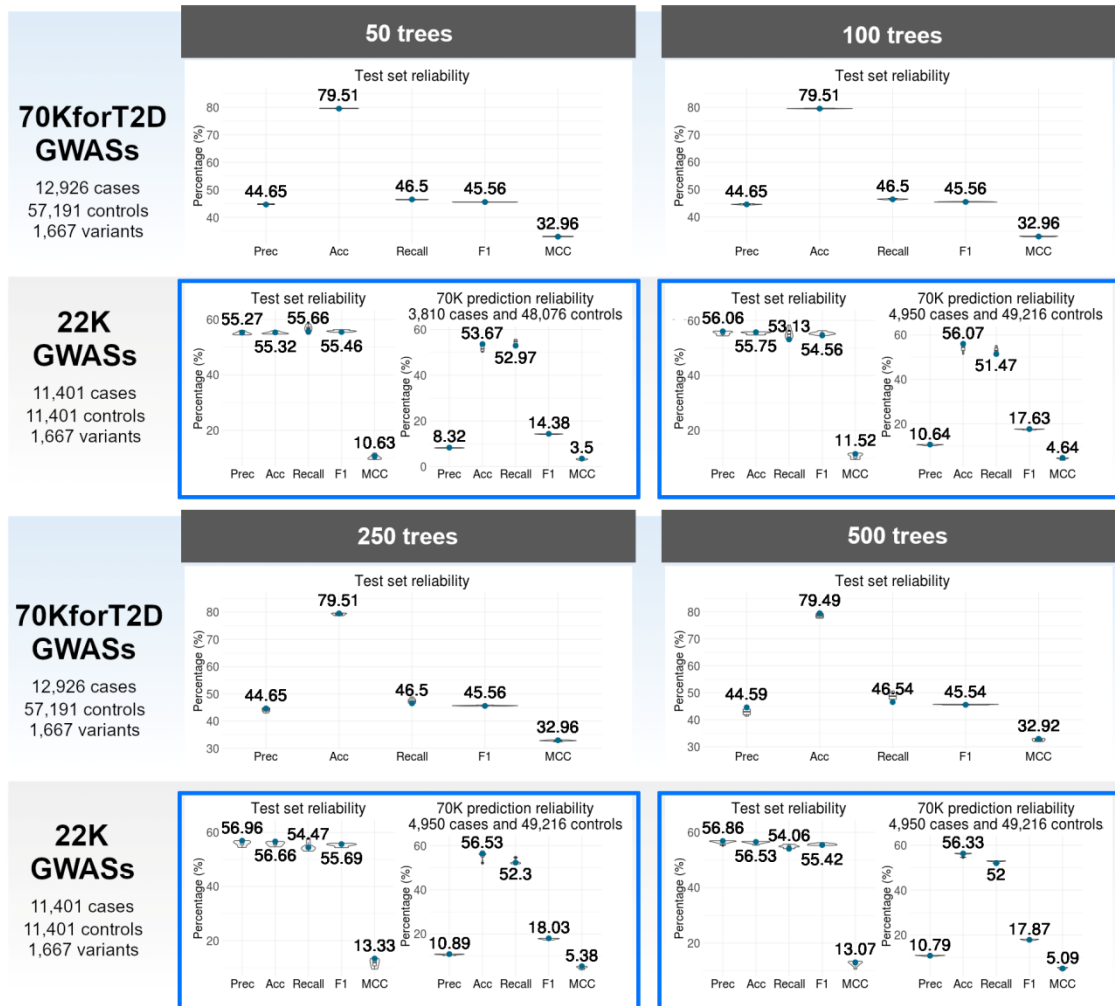 50 trees
100 trees
70KforT2D
GWASs
12,926 cases
57,191 controls
1,667 variants
Test set reliability
Percentage (%)
80
70
60
50
40
79.51
44.65
46.5
45.56
32.96
Prec Acc Recall F1 MCC
Test set reliability
Percentage (%)
80
70
60
50
40
79.51
44.65
46.5
45.56
32.96
Prec Acc Recall F1 MCC
22K
GWASs
11,401 cases
11,401 controls
1,667 variants
Test set reliability
Percentage (%)
60
40
20
55.27
55.66
55.32
55.46
10.63
Prec Acc Recall F1 MCC
70K prediction reliability
3,810 cases and 48,076 controls
Percentage (%)
60
40
20
0
53.67
52.97
14.38
8.32
3.5
Prec Acc Recall F1 MCC
Test set reliability
Percentage (%)
60
40
20
56.06
53.13
55.75
54.56
11.52
Prec Acc Recall F1 MCC
70K prediction reliability
4,950 cases and 49,216 controls
Percentage (%)
60
40
20
56.07
51.47
17.63
10.64
4.64
Prec Acc Recall F1 MCC
250 trees
500 trees
70KforT2D
GWASs
12,926 cases
57,191 controls
1,667 variants
Test set reliability
Percentage (%)
80
70
60
50
40
30
79.51
44.65
46.5
45.56
32.96
Prec Acc Recall F1 MCC
Test set reliability
Percentage (%)
80
70
60
50
40
30
79.49
44.59
46.54
45.54
32.92
Prec Acc Recall F1 MCC
22K
GWASs
11,401 cases
11,401 controls
1,667 variants
Test set reliability
Percentage (%)
60
40
20
56.96
54.47
56.66
55.69
13.33
Prec Acc Recall F1 MCC
70K prediction reliability
4,950 cases and 49,216 controls
Percentage (%)
60
40
20
56.53
52.3
18.03
10.89
5.38
Prec Acc Recall F1 MCC
Test set reliability
Percentage (%)
60
40
20
56.86
54.06
56.53
55.42
13.07
Prec Acc Recall F1 MCC
70K prediction reliability
4,950 cases and 49,216 controls
Percentage (%)
60
40
20
56.33
52
17.87
10.79
5.09
Prec Acc Recall F1 MCC